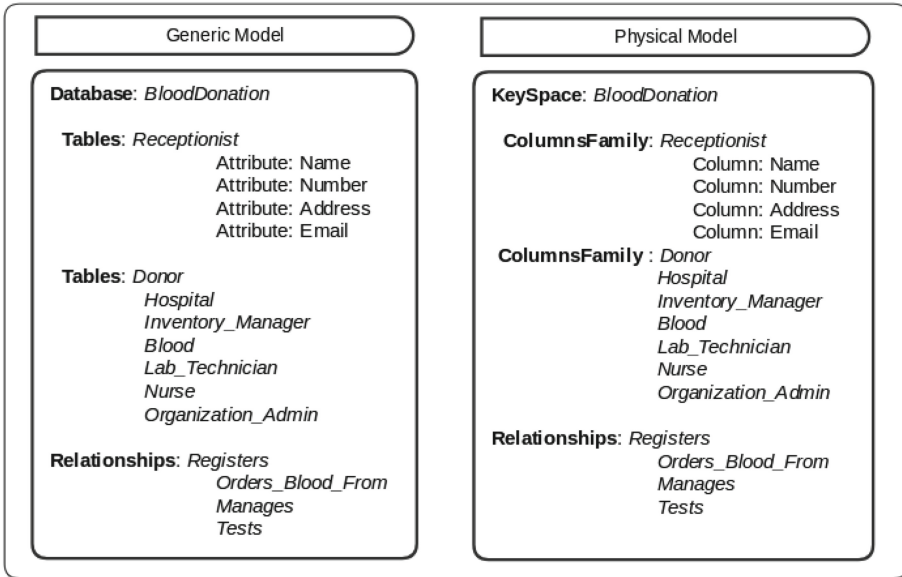 Generic Model
Database: BloodDonation
Tables: Receptionist
Attribute: Name
Attribute: Number
Attribute: Address
Attribute: Email
Tables: Donor
Hospital
Inventory_Manager
Blood
Lab_Technician
Nurse
Organization_Admin
Relationships: Registers
Orders_Blood_From
Manages
Tests
Physical Model
KeySpace: BloodDonation
ColumnsFamily: Receptionist
Column: Name
Column: Number
Column: Address
Column: Email
ColumnsFamily : Donor
Hospital
Inventory_Manager
Blood
Lab_Technician
Nurse
Organization_Admin
Relationships: Registers
Orders_Blood_From
Manages
Tests